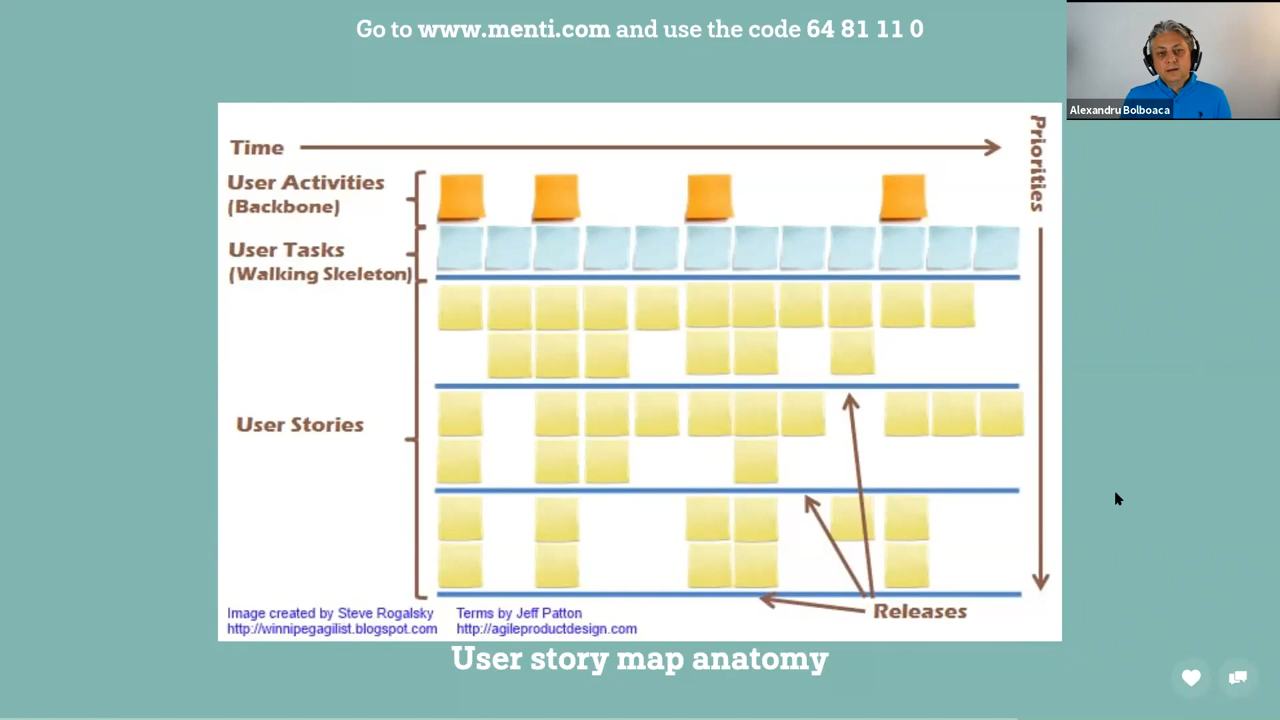 Go to www.menti.com and use the code 64 81 11 0
Alexandru Bolboaca
Time
Priorities
User Activities
(Backbone)
User Tasks
(Walking Skeleton)
User Stories
Releases
Image created by Steve Rogalsky
http://winnipegagilist.blogspot.com
Terms by Jeff Patton
http://agileproductdesign.com
User story map anatomy